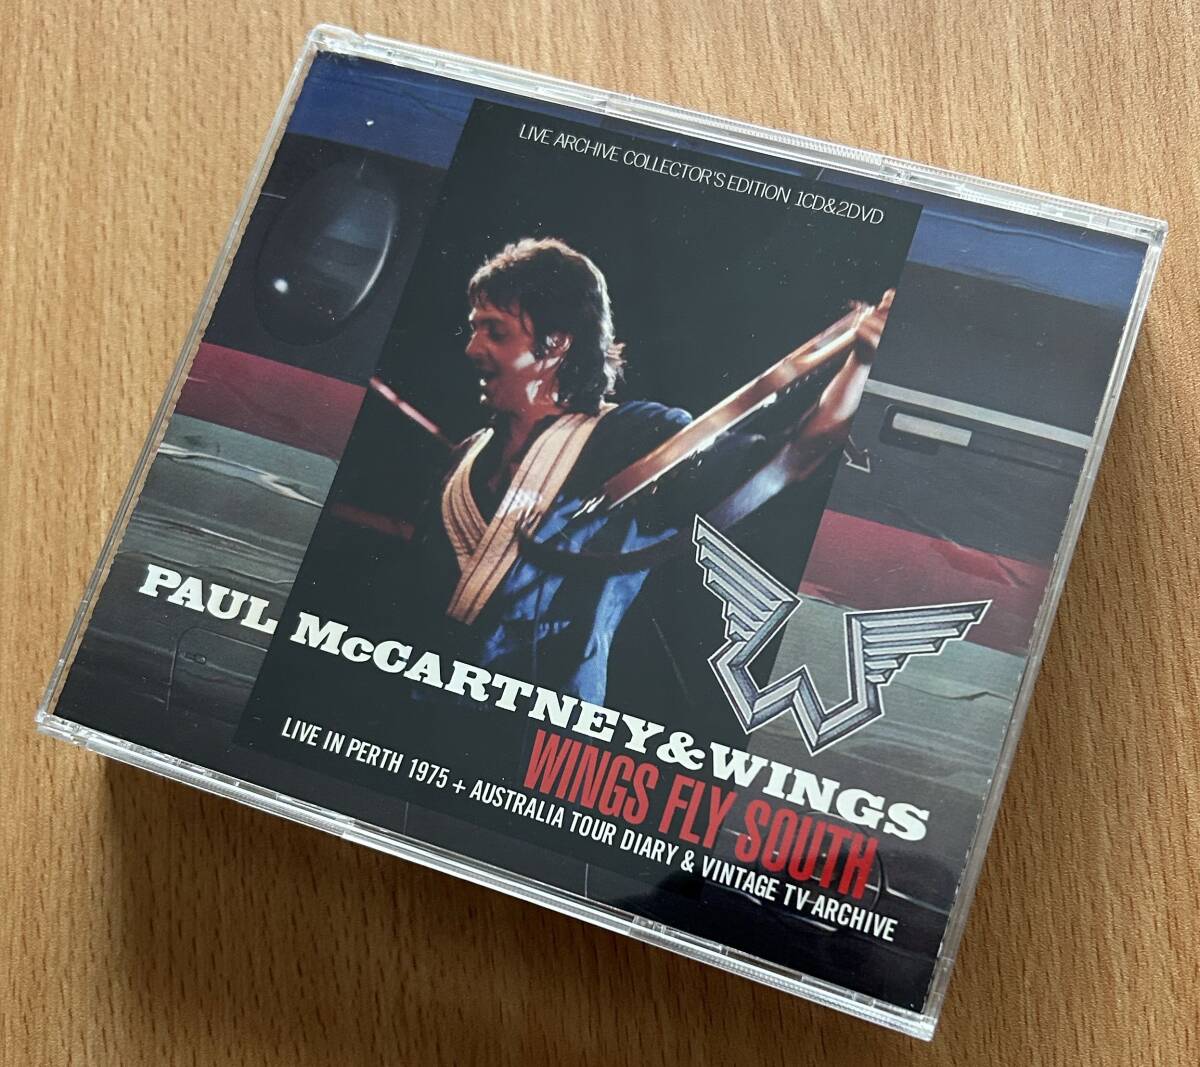 LIVE ARCHIVE COLLECTOR'S EDITION 1CD&2DVD
PAUL McCARTNEY&WINGS
WINGS FLY SOUTH
LIVE IN PERTH 1975 + AUSTRALIA TOUR DIARY & VINTAGE TV ARCHIVE